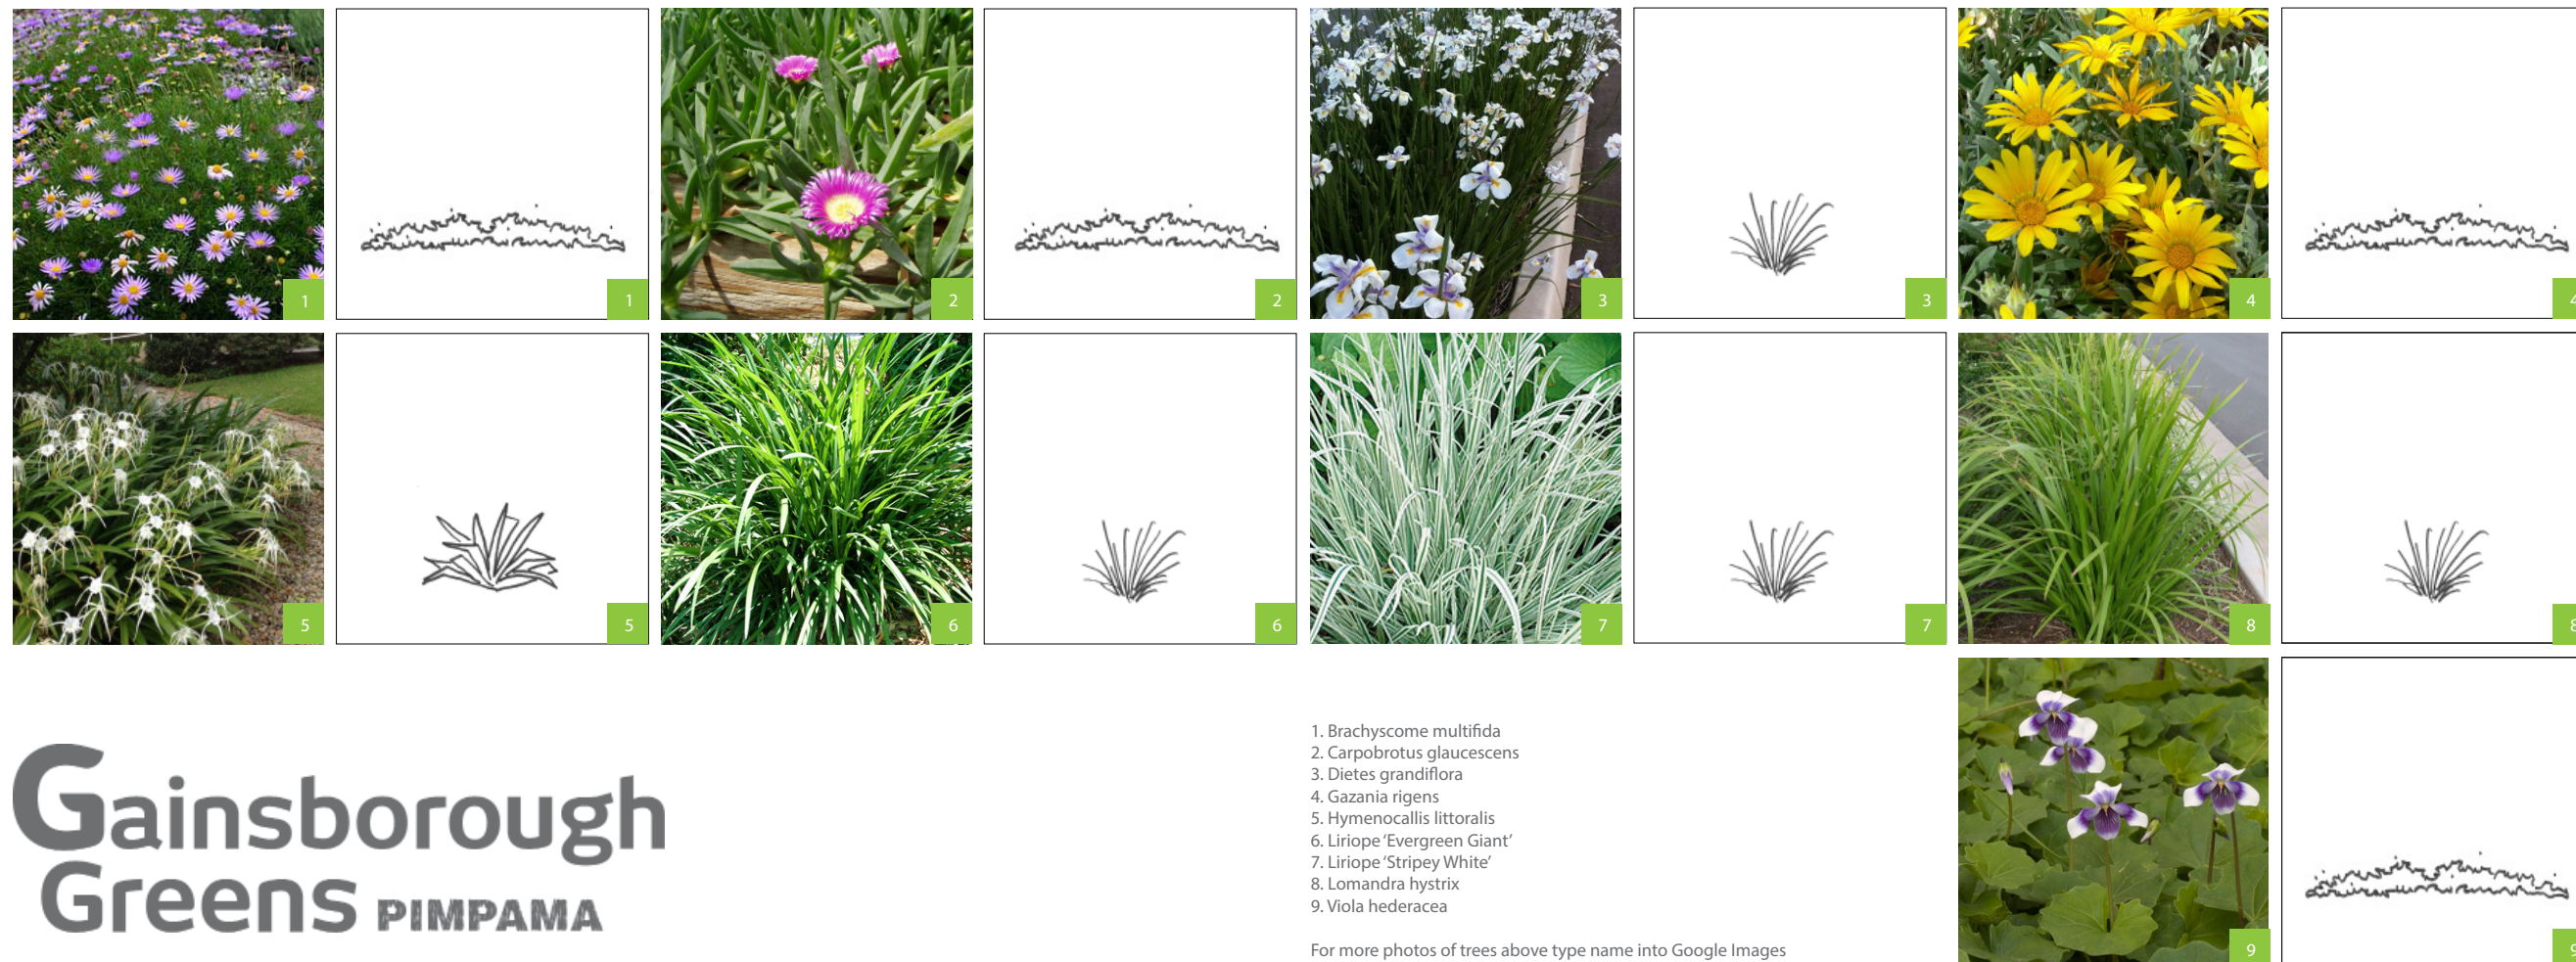 1
1
2
2
3
3
4
4
5
5
6
6
7
7
8
8
9
9
Gainsborough
Greens PIMPAMA
1. Brachyscome multifida
2. Carpobrotus glaucescens
3. Dietes grandiflora
4. Gazania rigens
5. Hymenocallis littoralis
6. Liriope ‘Evergreen Giant’
7. Liriope ‘Stripey White’
8. Lomandra hystrix
9. Viola hederacea
For more photos of trees above type name into Google Images